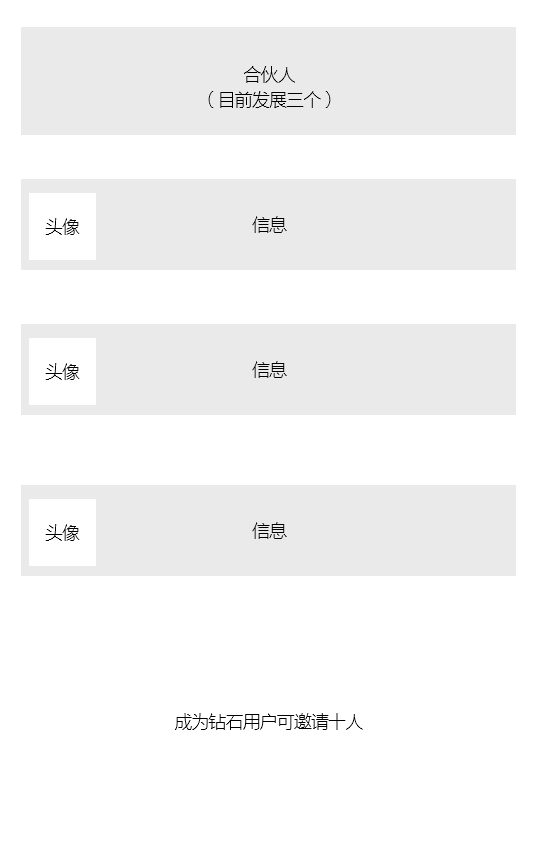 合伙人
（目前发展三个）
头像
信息
头像
信息
头像
信息
成为钻石用户可邀请十人